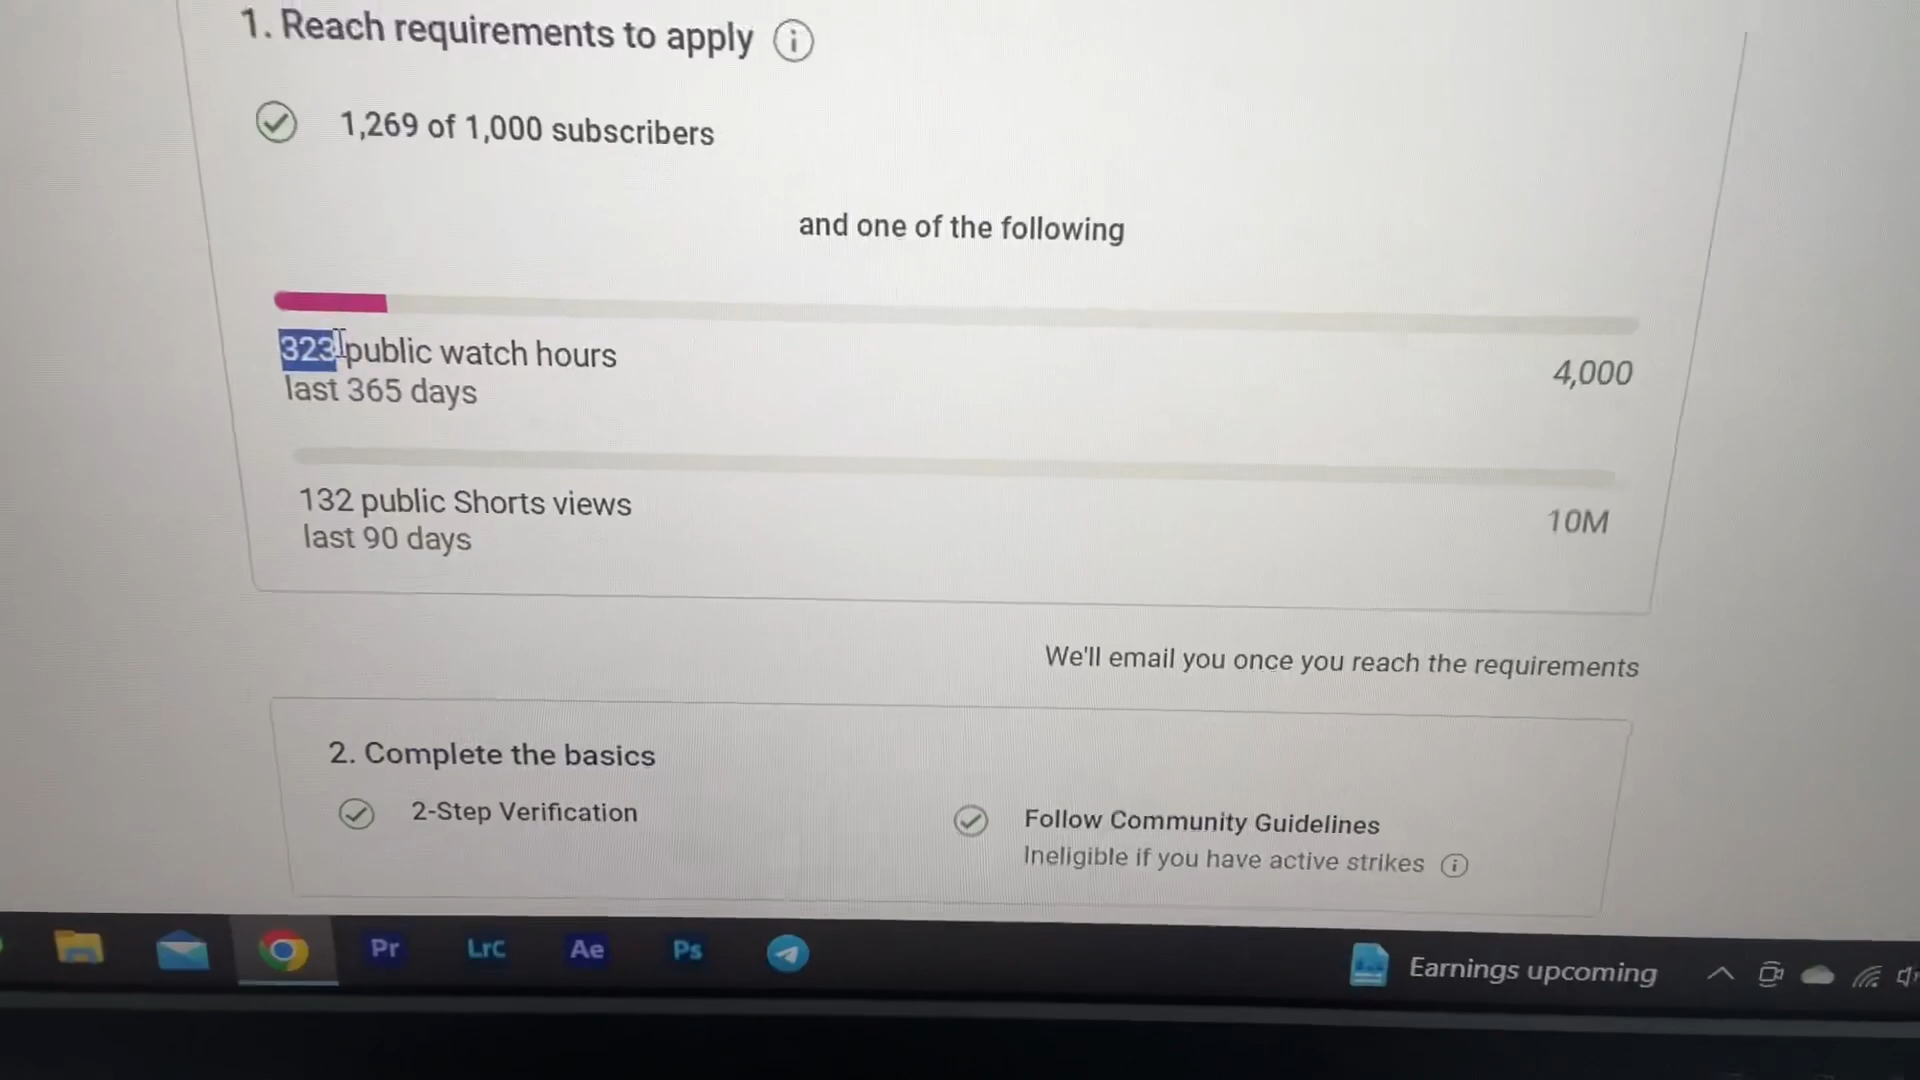 1. Reach requirements to apply
1,269 of 1,000 subscribers
and one of the following
323 public watch hours
last 365 days
4,000
132 public Shorts views
last 90 days
10M
We'll email you once you reach the requirements
2. Complete the basics
2-Step Verification
Follow Community Guidelines
Ineligible if you have active strikes
Pr
LrC
Ae
Ps
Earnings upcoming